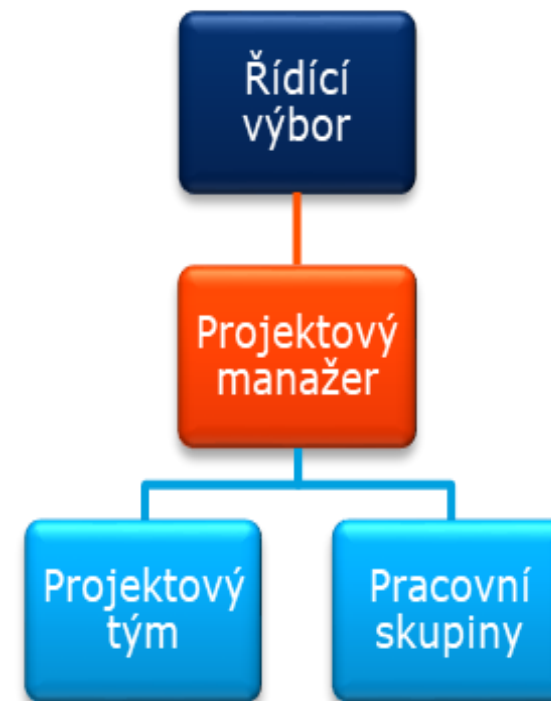 Řídící
výbor
Projektový
manažer
Projektový
tým
Pracovní
skupiny